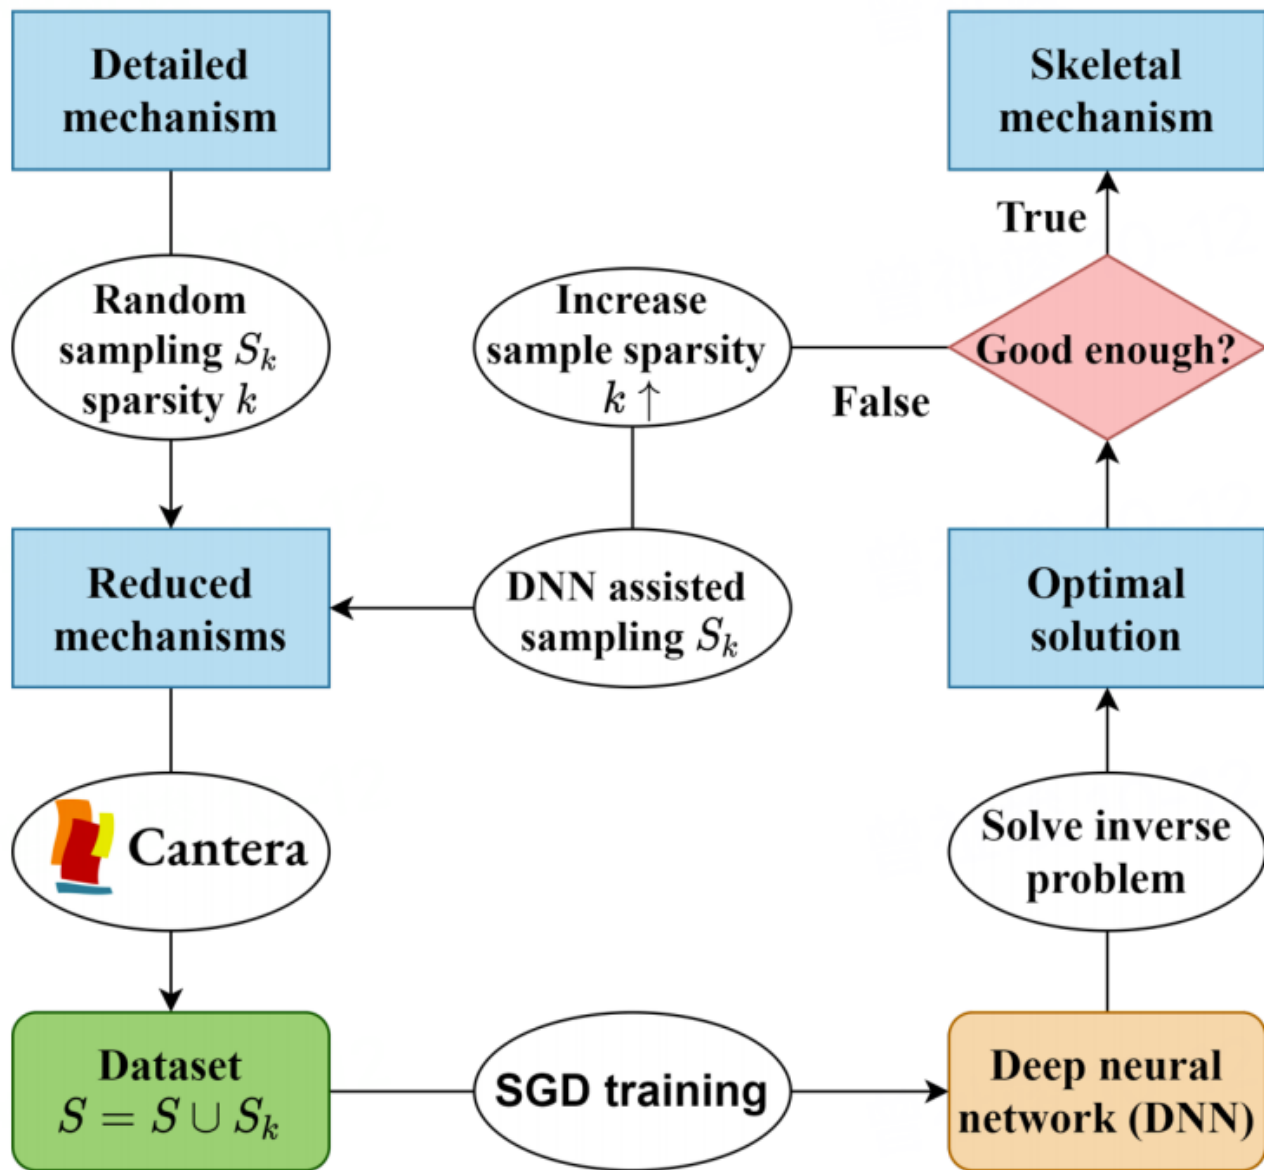 Detailed
mechanism
Random
sampling $S_k$
sparsity $k$
Reduced
mechanisms
Cantera
Dataset
$S = S \cup S_k$
SGD training
Deep neural
network (DNN)
Solve inverse
problem
Optimal
solution
Good enough?
True
Skeletal
mechanism
False
Increase
sample sparsity
$k \uparrow$
DNN assisted
sampling $S_k$